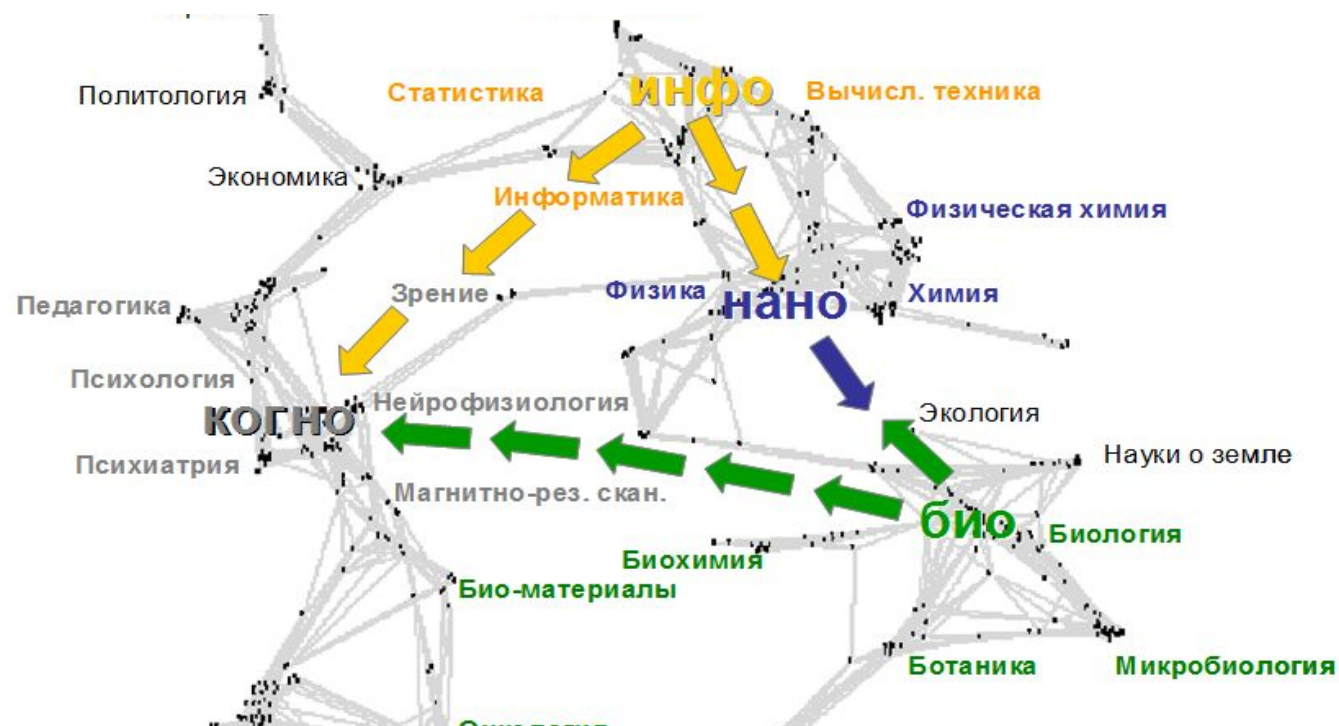 Политология
Статистика
инфо
Вычисл. техника
Экономика
Информатика
Физическая химия
Педагогика
Зрение
Физика
нано
Химия
Психология
когно
Нейрофизиология
Экология
Психиатрия
Магнитно-рез. скан.
Науки о земле
био
Биология
Биохимия
Био-материалы
Ботаника
Микробиология